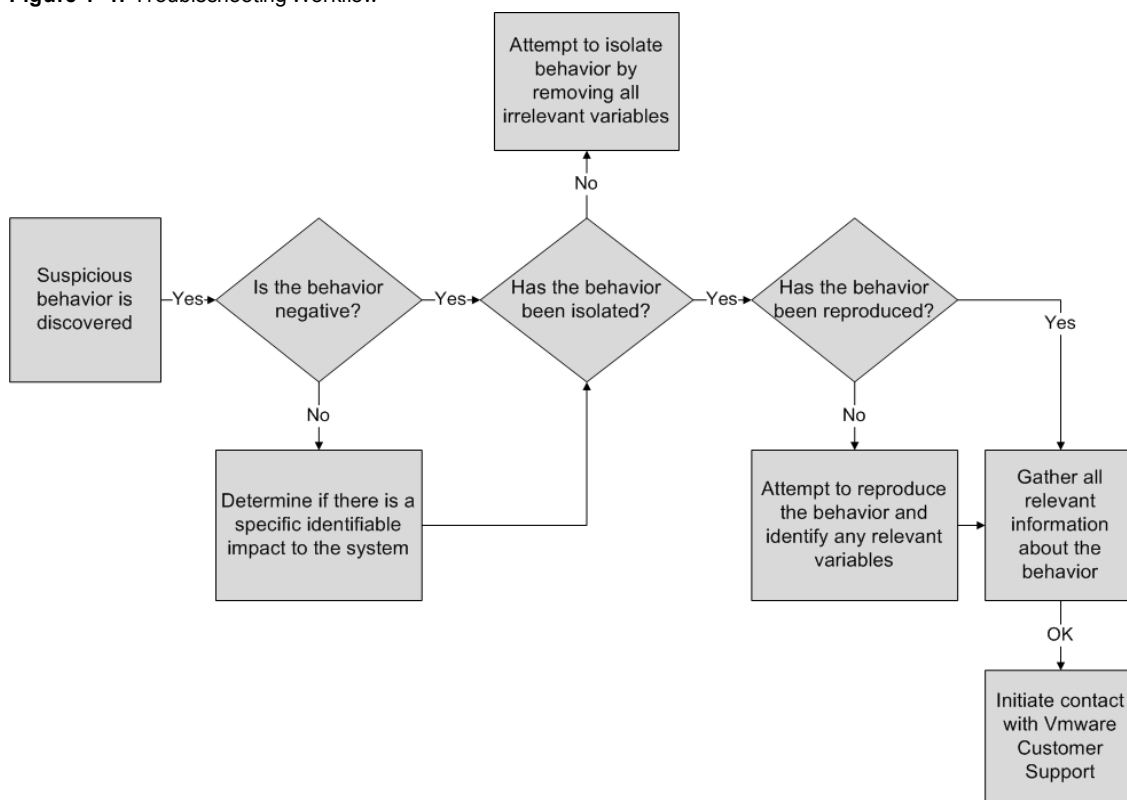 Attempt to isolate
behavior by
removing all
irrelevant variables
No
Suspicious
behavior is
discovered
Yes
Is the behavior
negative?
Yes
Has the behavior
been isolated?
Yes
Has the behavior
been reproduced?
Yes
No
Determine if there is a
specific identifiable
impact to the system
No
Attempt to reproduce
the behavior and
identify any relevant
variables
Gather all
relevant
information
about the
behavior
OK
Initiate contact
with Vmware
Customer
Support